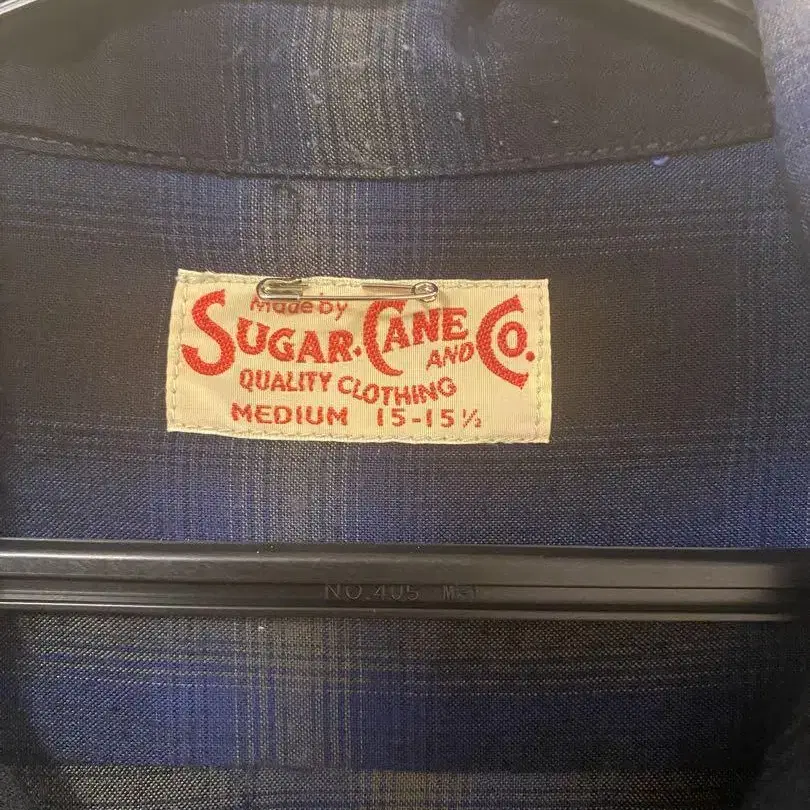 Made by
SUGAR. CANE AND CO.
QUALITY CLOTHING
MEDIUM 15-15½
NO.405